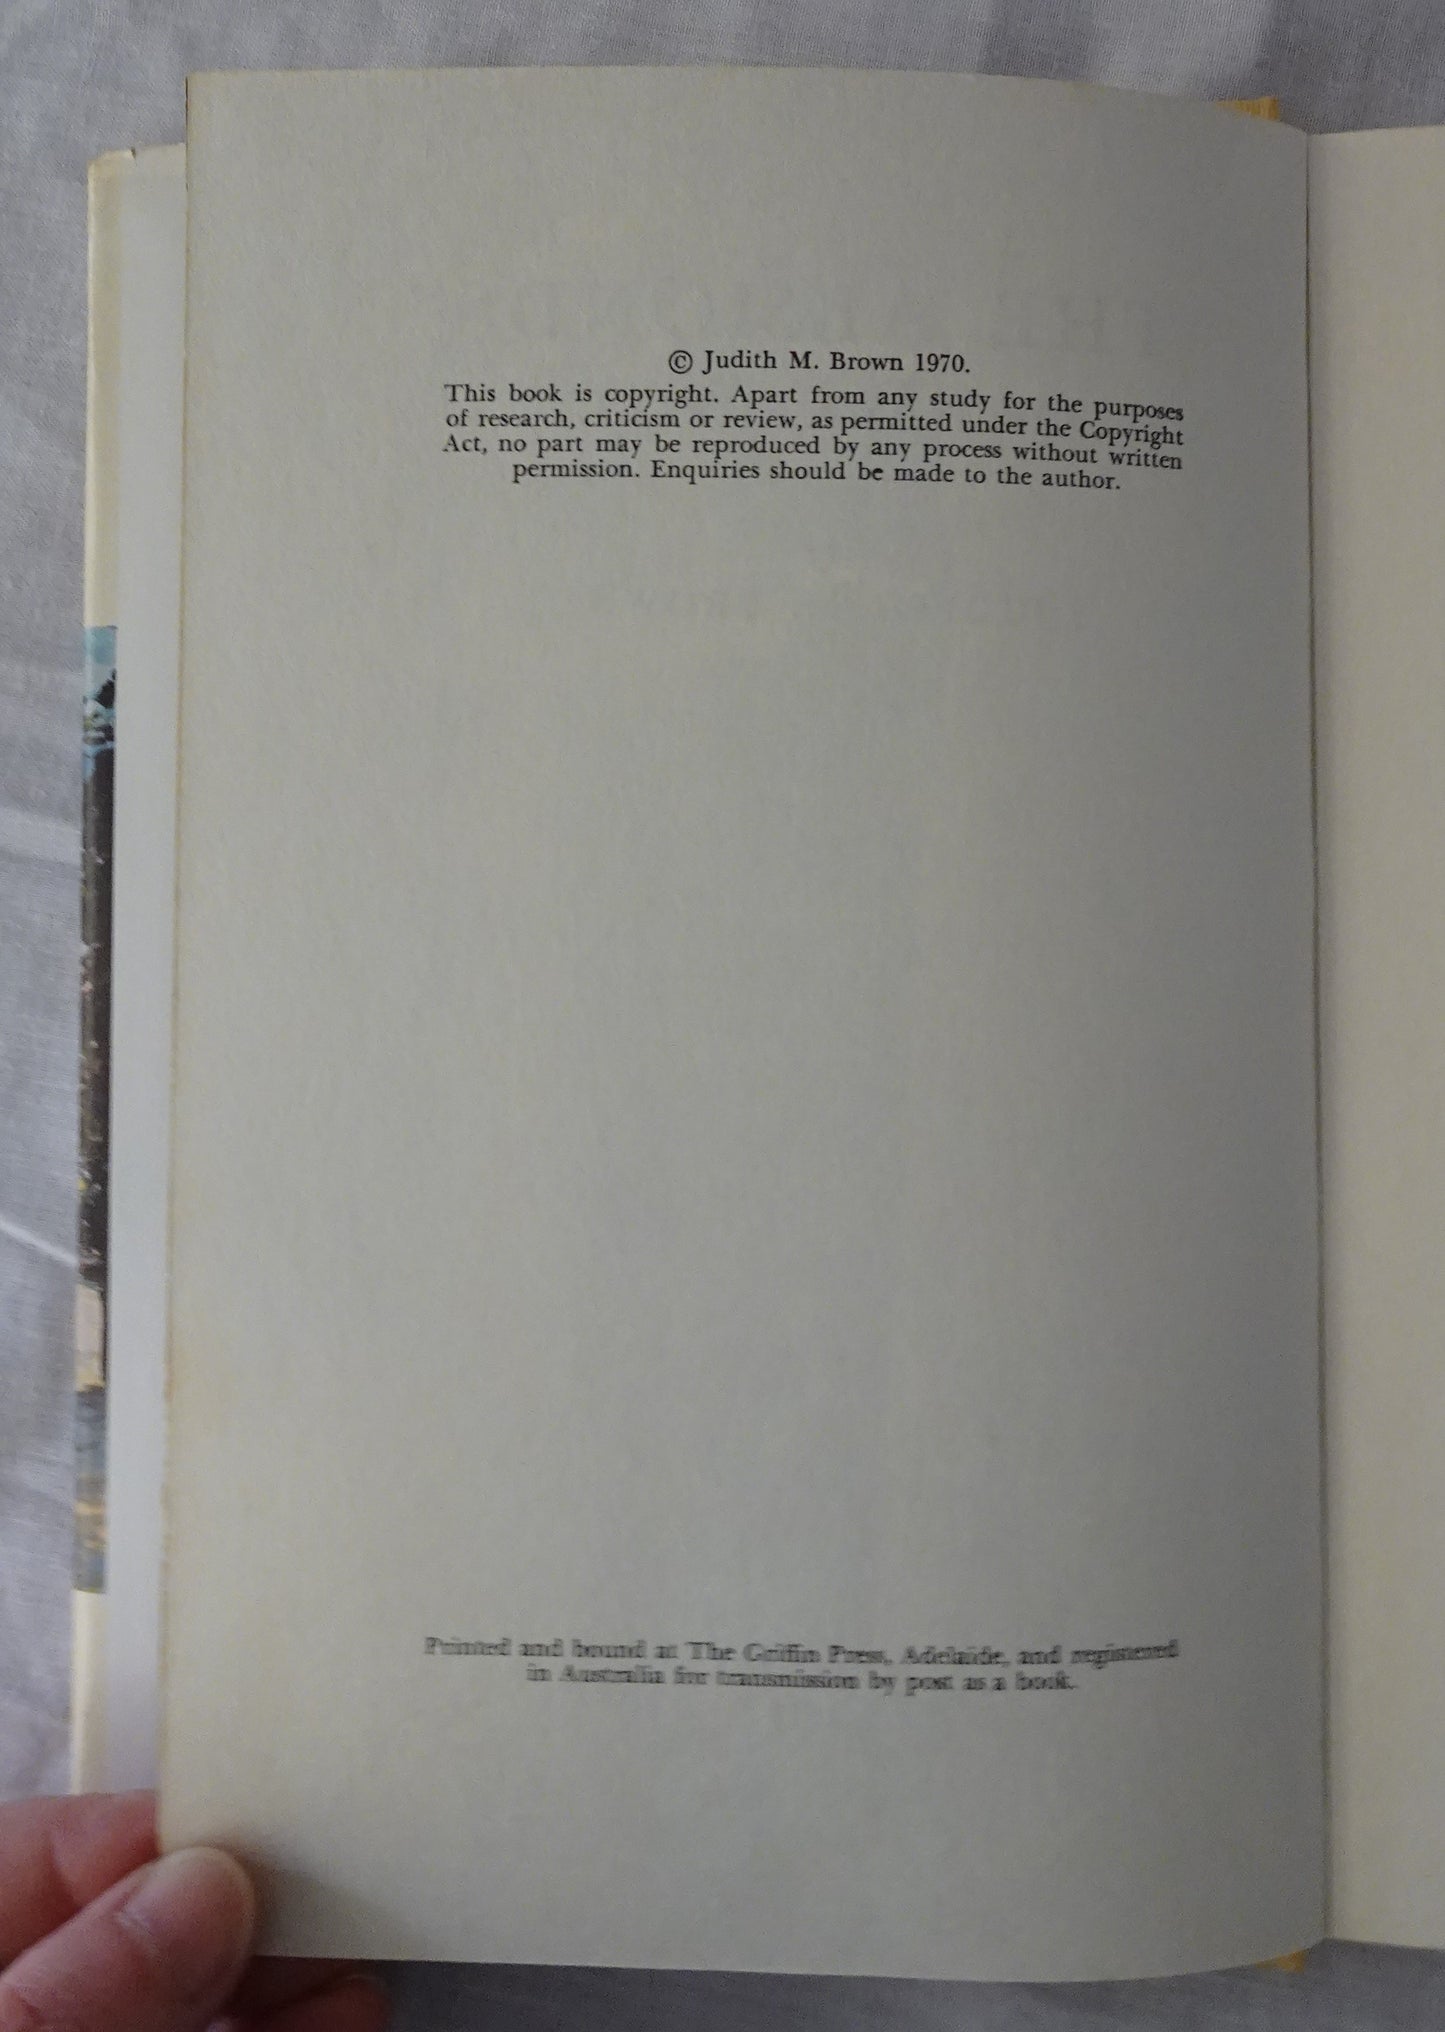 © Judith M. Brown 1970.
This book is copyright. Apart from any study for the purposes
of research, criticism or review, as permitted under the Copyright
Act, no part may be reproduced by any process without written
permission. Enquiries should be made to the author.
Printed and bound at The Griffin Press, Adelaide, and registered
in Australia for transmission by post as a book.